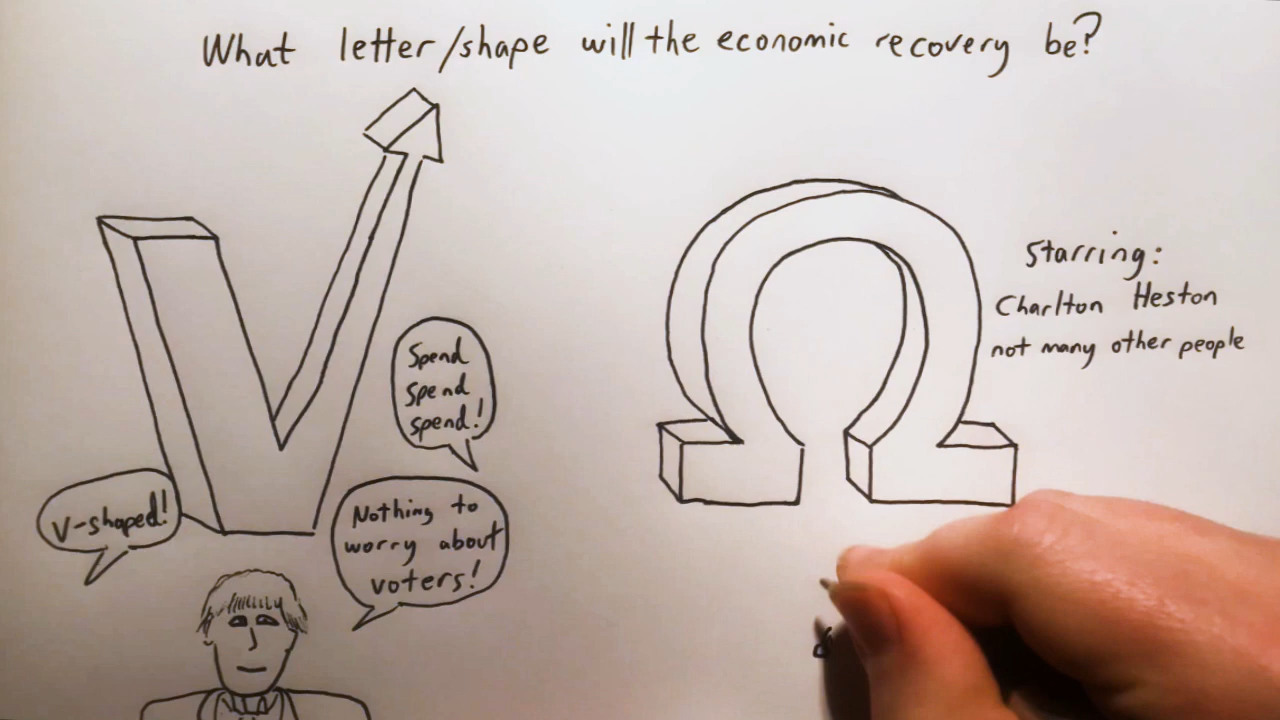 What letter/shape will the economic recovery be?
V
Ω
Starring:
Charlton Heston
not many other people
Spend
spend
spend!
V-shaped!
Nothing to
worry about
voters!